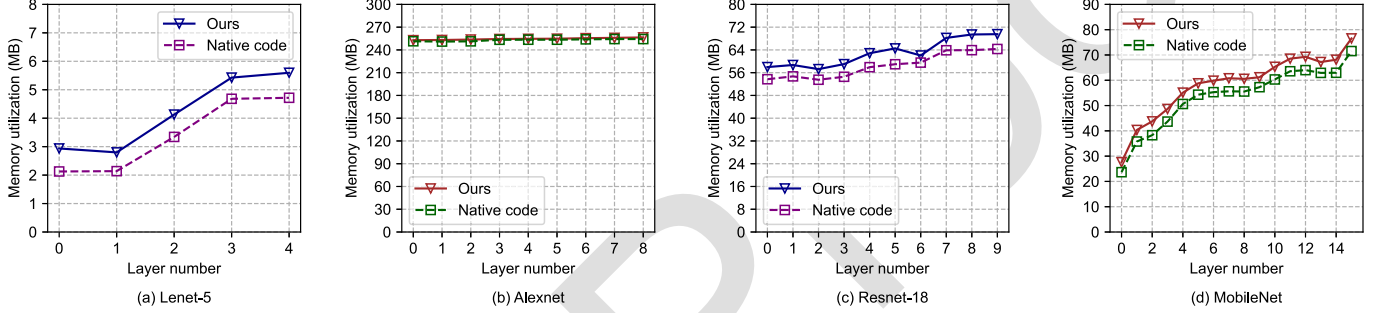 8
7
6
5
4
3
2
1
0
Memory utilization (MB)
Ours
Native code
0 1 2 3 4
Layer number
(a) Lenet-5
300
270
240
210
180
150
120
90
60
30
0
Memory utilization (MB)
Ours
Native code
0 1 2 3 4 5 6 7 8
Layer number
(b) Alexnet
80
72
64
56
48
40
32
24
16
8
0
Memory utilization (MB)
Ours
Native code
0 1 2 3 4 5 6 7 8 9
Layer number
(c) Resnet-18
90
80
70
60
50
40
30
20
10
0
Memory utilization (MB)
Ours
Native code
0 2 4 6 8 10 12 14
Layer number
(d) MobileNet